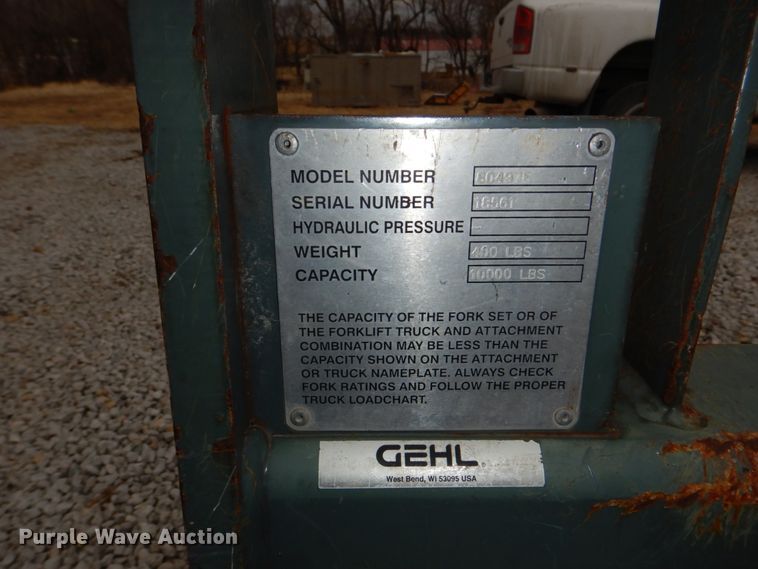 MODEL NUMBER
SERIAL NUMBER 16561
HYDRAULIC PRESSURE -
WEIGHT LBS
CAPACITY 10000 LBS
THE CAPACITY OF THE FORK SET OR OF
THE FORKLIFT TRUCK AND ATTACHMENT
COMBINATION MAY BE LESS THAN THE
CAPACITY SHOWN ON THE ATTACHMENT
OR TRUCK NAMEPLATE. ALWAYS CHECK
FORK RATINGS AND FOLLOW THE PROPER
TRUCK LOADCHART.
GEHL
West Bend, WI 53095 USA
Purple Wave Auction